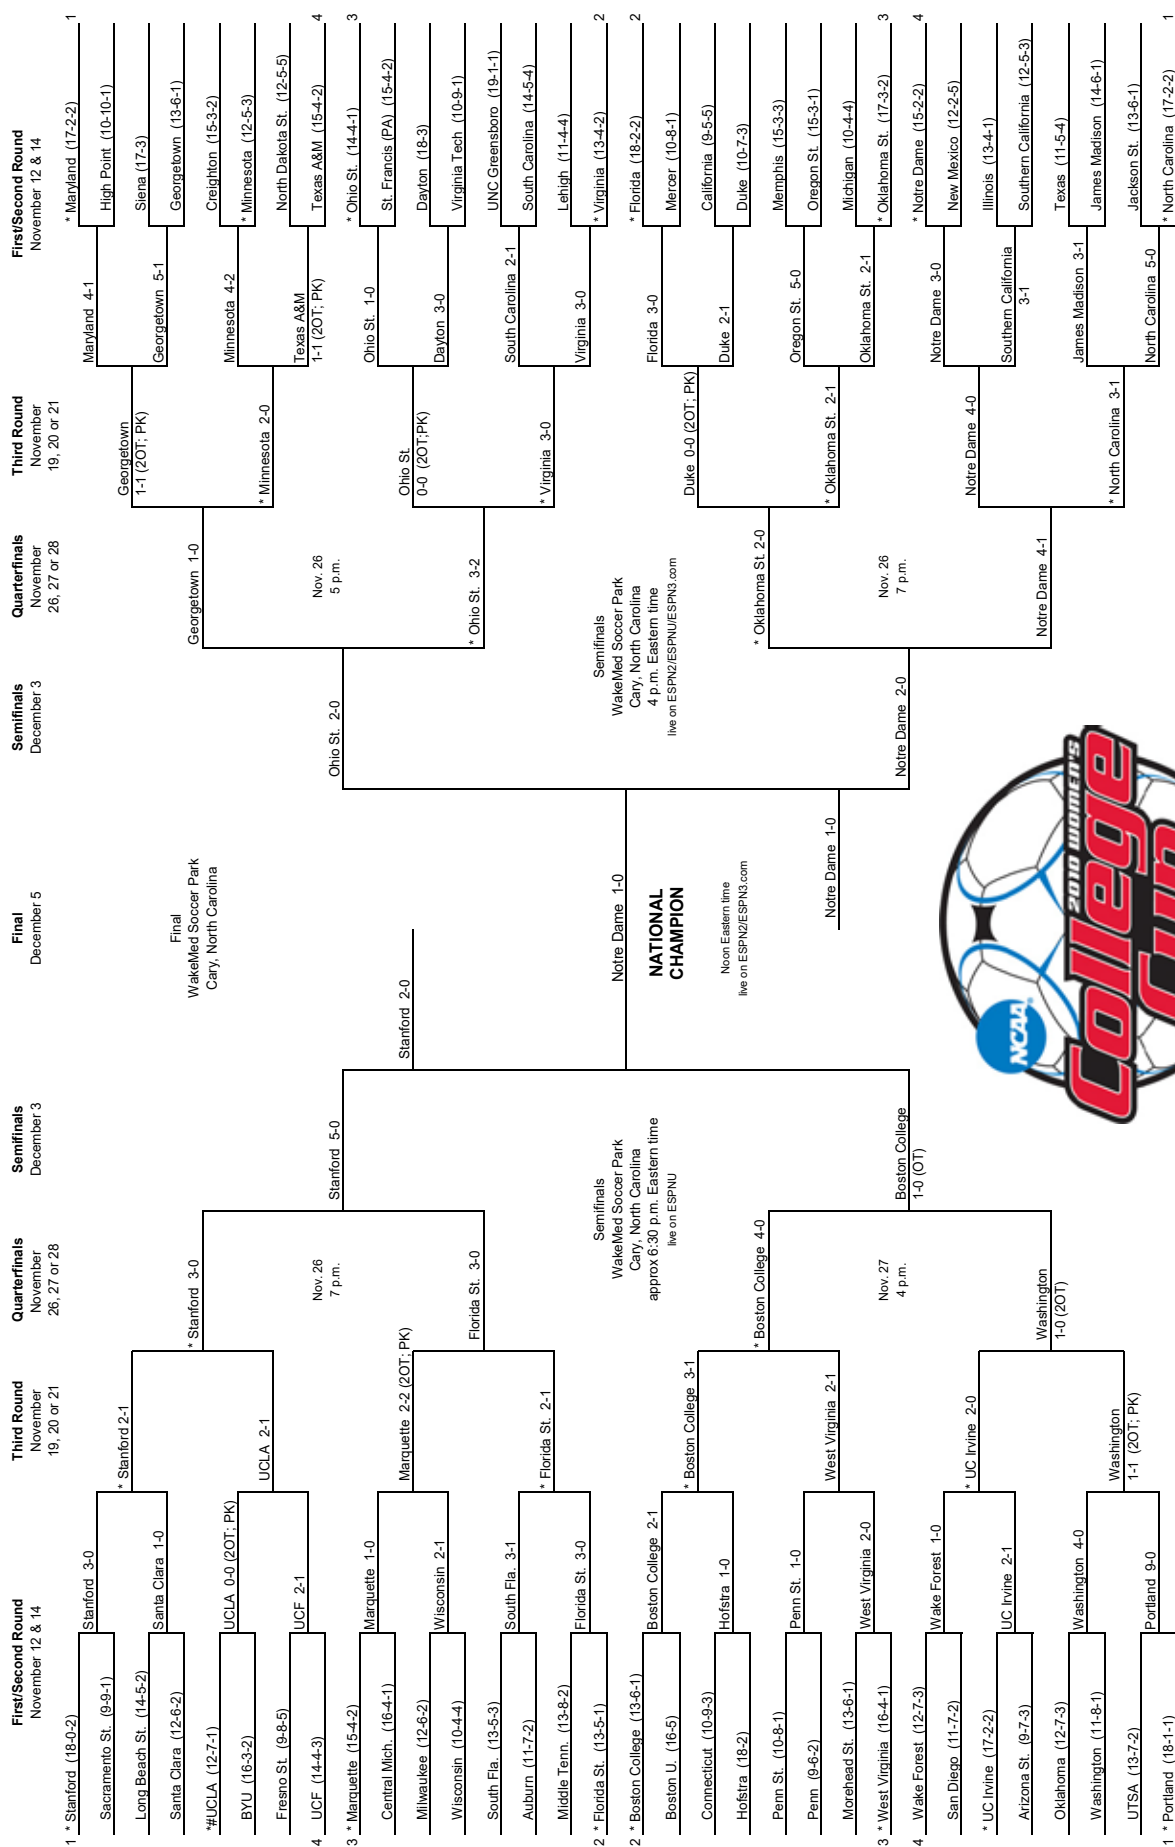 First/Second Round
November 12 & 14
Third Round
November
19, 20 or 21
Quarterfinals
November
26, 27 or 28
Semifinals
December 3
Final
December 5
Semifinals
December 3
Quarterfinals
November
26, 27 or 28
Third Round
November
19, 20 or 21
First/Second Round
November 12 & 14
1 * Stanford (18-0-2)
Sacramento St. (9-9-1)
Long Beach St. (14-5-2)
Santa Clara (12-6-2)
*#UCLA (12-7-1)
BYU (16-3-2)
Fresno St. (9-8-5)
4 UCF (14-4-3)
3 * Marquette (15-4-2)
Central Mich. (16-4-1)
Milwaukee (12-6-2)
Wisconsin (10-4-4)
South Fla. (13-5-3)
Auburn (11-7-2)
Middle Tenn. (13-8-2)
2 * Florida St. (13-5-1)
2 * Boston College (13-6-1)
Boston U. (16-5)
Connecticut (10-9-3)
Hofstra (18-2)
Penn St. (10-8-1)
Penn (9-6-2)
Morehead St. (13-6-1)
3 * West Virginia (16-4-1)
4 Wake Forest (12-7-3)
San Diego (11-7-2)
* UC Irvine (17-2-2)
Arizona St. (9-7-3)
Oklahoma (12-7-3)
Washington (11-8-1)
UTSA (13-7-2)
1 * Portland (18-1-1)
Stanford 3-0
Santa Clara 1-0
UCLA 0-0 (2OT; PK)
UCF 2-1
Marquette 1-0
Wisconsin 2-1
South Fla. 3-1
Florida St. 3-0
Boston College 2-1
Hofstra 1-0
Penn St. 1-0
West Virginia 2-0
Wake Forest 1-0
UC Irvine 2-1
Washington 4-0
Portland 9-0
* Stanford 2-1
UCLA 2-1
Marquette 2-2 (2OT; PK)
* Florida St. 2-1
* Boston College 3-1
West Virginia 2-1
* UC Irvine 2-0
Washington
1-1 (2OT; PK)
* Stanford 3-0
Nov. 26
7 p.m.
Florida St. 3-0
* Boston College 4-0
Nov. 27
4 p.m.
Washington
1-0 (2OT)
Stanford 5-0
Semifinals
WakeMed Soccer Park
Cary, North Carolina
approx 6:30 p.m. Eastern time
live on ESPNU
Boston College
1-0 (OT)
Stanford 2-0
Final
WakeMed Soccer Park
Cary, North Carolina
Notre Dame 1-0
NATIONAL
CHAMPION
Noon Eastern time
live on ESPN2/ESPN3.com
Notre Dame 1-0
Ohio St. 2-0
Semifinals
WakeMed Soccer Park
Cary, North Carolina
4 p.m. Eastern time
live on ESPN2/ESPNU/ESPN3.com
Notre Dame 2-0
Georgetown 1-0
Nov. 26
5 p.m.
* Ohio St. 3-2
* Oklahoma St. 2-0
Nov. 26
7 p.m.
Notre Dame 4-1
Georgetown
1-1 (2OT; PK)
* Minnesota 2-0
Ohio St.
0-0 (2OT;PK)
* Virginia 3-0
Duke 0-0 (2OT; PK)
* Oklahoma St. 2-1
Notre Dame 4-0
* North Carolina 3-1
Maryland 4-1
Georgetown 5-1
Minnesota 4-2
Texas A&M
1-1 (2OT; PK)
Ohio St. 1-0
Dayton 3-0
South Carolina 2-1
Virginia 3-0
Florida 3-0
Duke 2-1
Oregon St. 5-0
Oklahoma St. 2-1
Notre Dame 3-0
Southern California
3-1
James Madison 3-1
North Carolina 5-0
* Maryland (17-2-2) 1
High Point (10-10-1)
Siena (17-3)
Georgetown (13-6-1)
Creighton (15-3-2)
* Minnesota (12-5-3)
North Dakota St. (12-5-5)
Texas A&M (15-4-2) 4
* Ohio St. (14-4-1) 3
St. Francis (PA) (15-4-2)
Dayton (18-3)
Virginia Tech (10-9-1)
UNC Greensboro (19-1-1)
South Carolina (14-5-4)
Lehigh (11-4-4)
* Virginia (13-4-2) 2
* Florida (18-2-2) 2
Mercer (10-8-1)
California (9-5-5)
Duke (10-7-3)
Memphis (15-3-3)
Oregon St. (15-3-1)
Michigan (10-4-4)
* Oklahoma St. (17-3-2) 3
* Notre Dame (15-2-2) 4
New Mexico (12-2-5)
Illinois (13-4-1)
Southern California (12-5-3)
Texas (11-5-4)
James Madison (14-6-1)
Jackson St. (13-6-1)
* North Carolina (17-2-2) 1
NCAA
2010 WOMEN'S
College
Cup